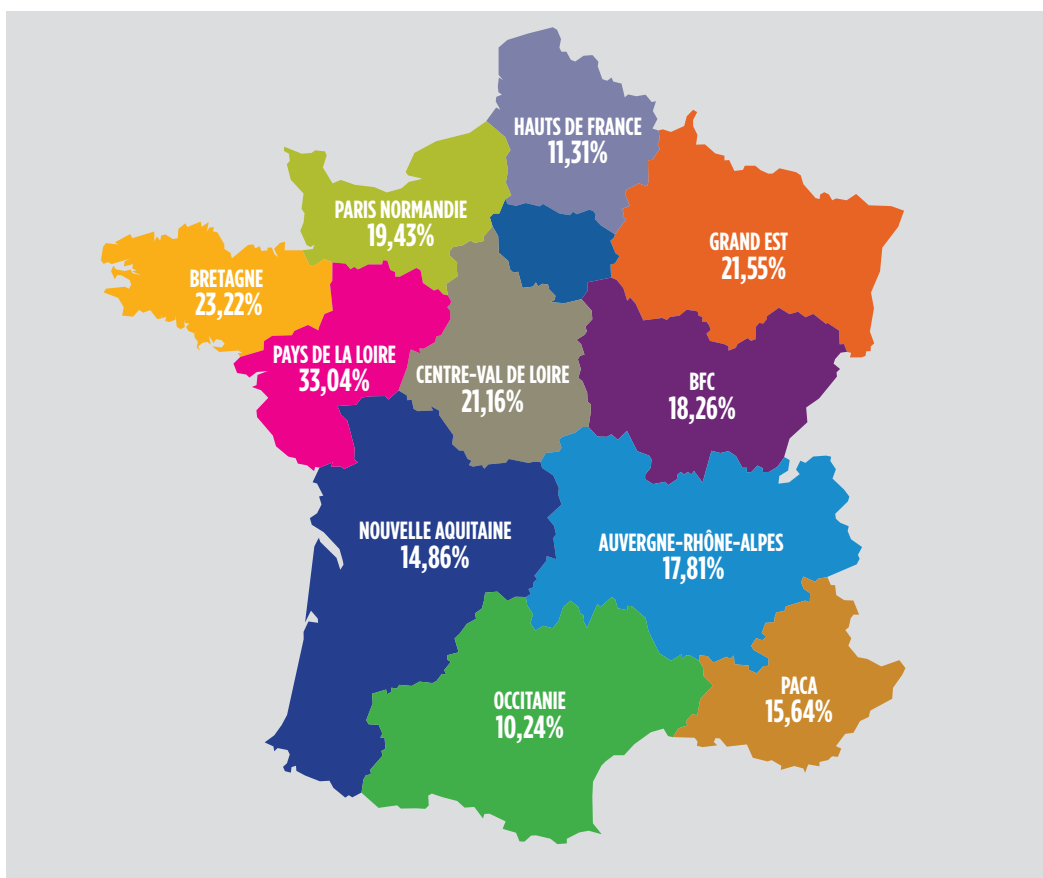 HAUTS DE FRANCE
11,31%
PARIS NORMANDIE
19,43%
GRAND EST
21,55%
BRETAGNE
23,22%
PAYS DE LA LOIRE
33,04%
CENTRE-VAL DE LOIRE
21,16%
BFC
18,26%
NOUVELLE AQUITAINE
14,86%
AUVERGNE-RHÔNE-ALPES
17,81%
OCCITANIE
10,24%
PACA
15,64%